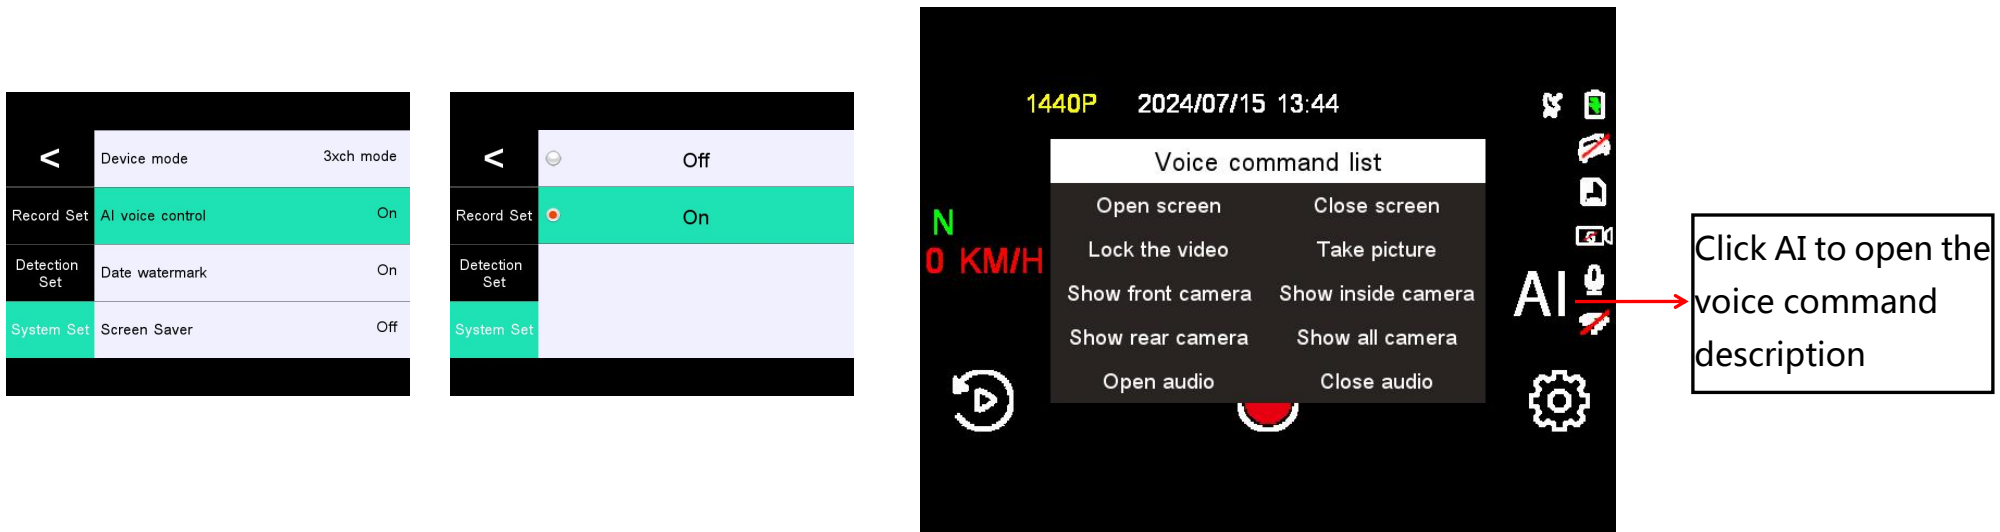 <
Device mode 3xch mode
Record Set AI voice control On
Detection
Set
Date watermark On
System Set Screen Saver Off
<
Off
Record Set On
Detection
Set
System Set
1440P 2024/07/15 13:44
Voice command list
Open screen Close screen
Lock the video Take picture
Show front camera Show inside camera
Show rear camera Show all camera
Open audio Close audio
N
0 KM/H
AI
Click AI to open the
voice command
description